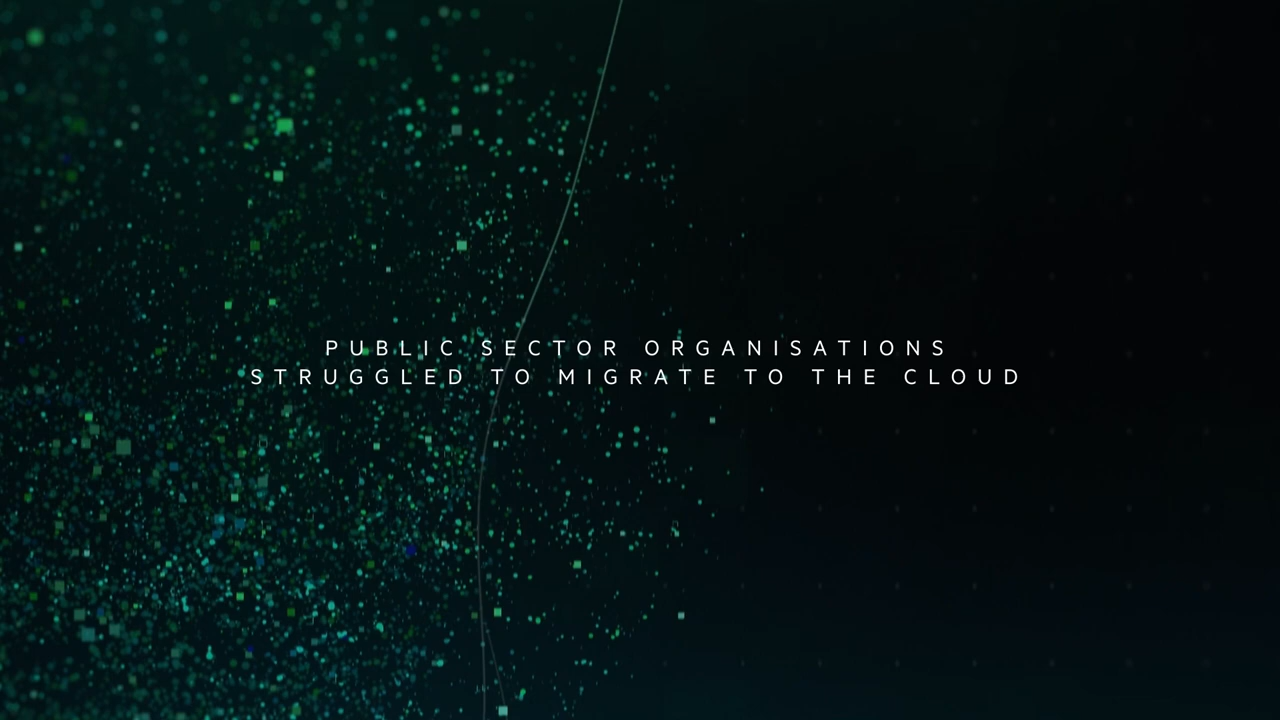 PUBLIC SECTOR ORGANISATIONS
STRUGGLED TO MIGRATE TO THE CLOUD